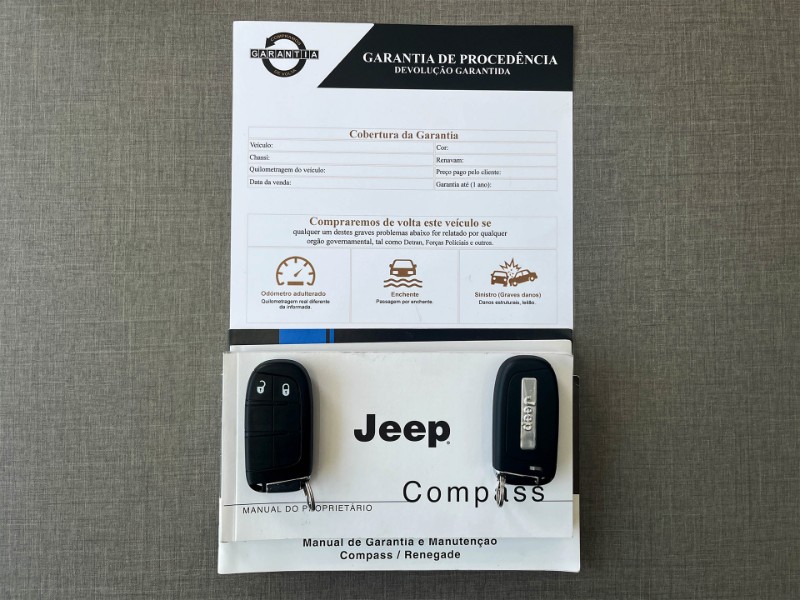 COMPRAMOS
GARANTIA
DE VOLTA
GARANTIA DE PROCEDÊNCIA
DEVOLUÇÃO GARANTIDA
Cobertura da Garantia
Veículo:
Cor:
Chassi:
Renavam:
Quilometragem do veículo:
Preço pago pelo cliente:
Data da venda:
Garantia até (1 ano):
Compraremos de volta este veículo se
qualquer um destes graves problemas abaixo for relatado por qualquer
orgão governamental, tal como Detran, Forças Policiais e outros.
Odômetro adulterado
Quilometragem real diferente
da informada.
Enchente
Passagem por enchente.
Sinistro (Graves danos)
Danos estruturais, leilão.
Jeep
Jeep
Compass
MANUAL DO PROPRIETÁRIO
Manual de Garantia e Manutenção
Compass / Renegade